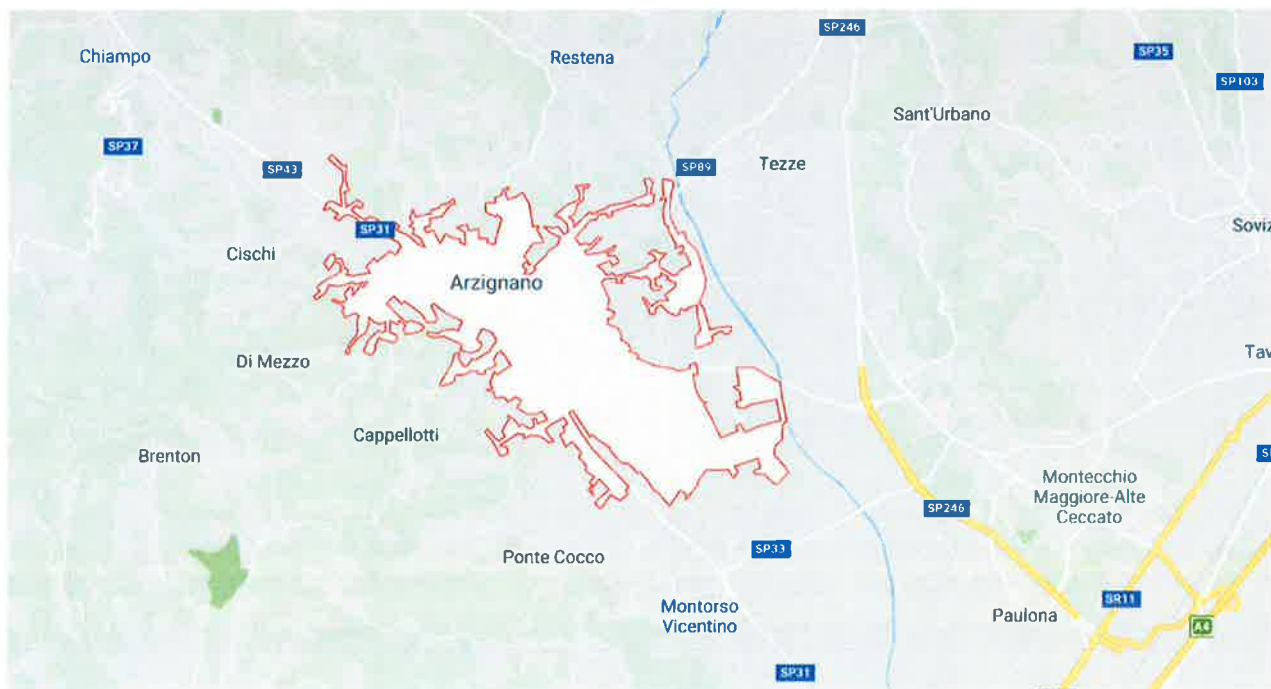 SP246
Chiampo
Restena
SP35
SP103
Sant'Urbano
SP37
SP43
SP89
Tezze
SP31
Soviz
Cischi
Arzignano
Tav
Di Mezzo
Cappellotti
Brenton
Montecchio
Maggiore-Alte
Ceccato
SP246
Ponte Cocco
SP33
SR11
Montorso
Vicentino
Paulona
A4
SP31